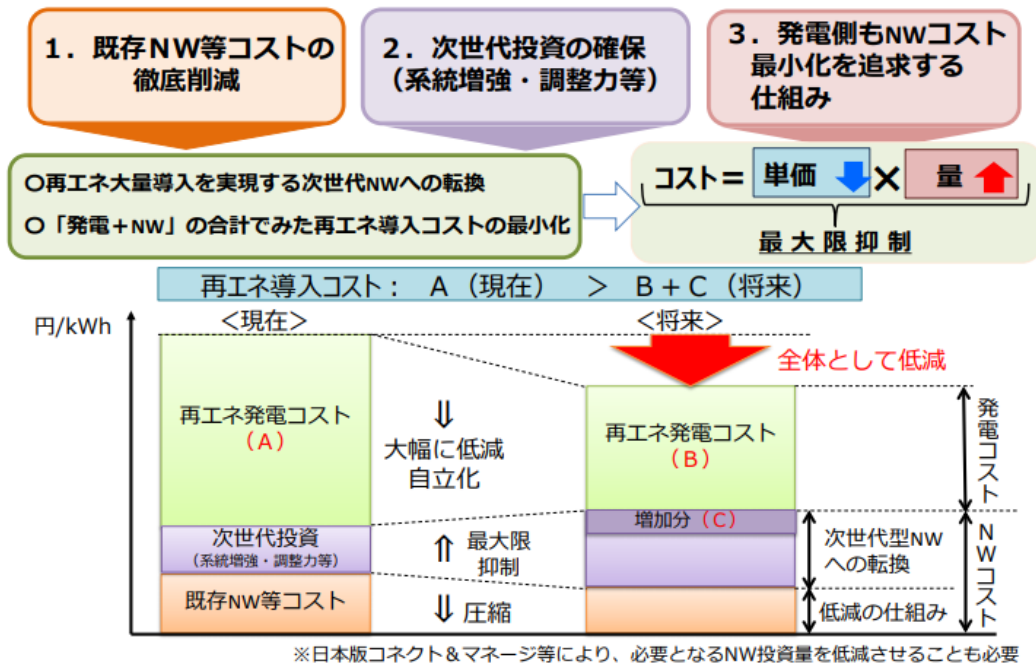 1．既存NW等コストの
徹底削減
2．次世代投資の確保
（系統増強・調整力等）
3．発電側もNWコスト
最小化を追求する
仕組み
○再エネ大量導入を実現する次世代NWへの転換
○「発電＋NW」の合計でみた再エネ導入コストの最小化
コスト＝ 単価 × 量
最大限抑制
再エネ導入コスト： A（現在） ＞ B＋C（将来）
円/kWh
＜現在＞
＜将来＞
全体として低減
再エネ発電コスト
（A）
⇓
大幅に低減
自立化
再エネ発電コスト
（B）
発電コスト
次世代投資
（系統増強・調整力等）
⇑ 最大限
抑制
増加分（C）
次世代型NW
への転換
NWコスト
既存NW等コスト
⇓ 圧縮
低減の仕組み
※日本版コネクト＆マネージ等により、必要となるNW投資量を低減させることも必要